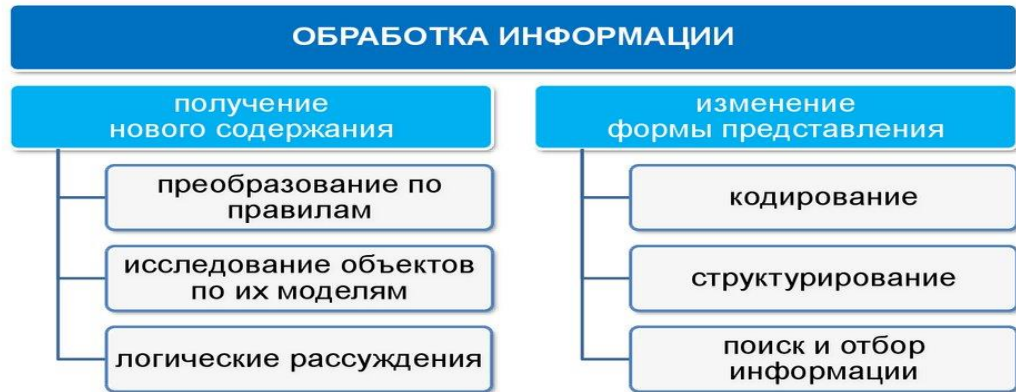 ОБРАБОТКА ИНФОРМАЦИИ
получение
нового содержания
преобразование по
правилам
исследование объектов
по их моделям
логические рассуждения
изменение
формы представления
кодирование
структурирование
поиск и отбор
информации